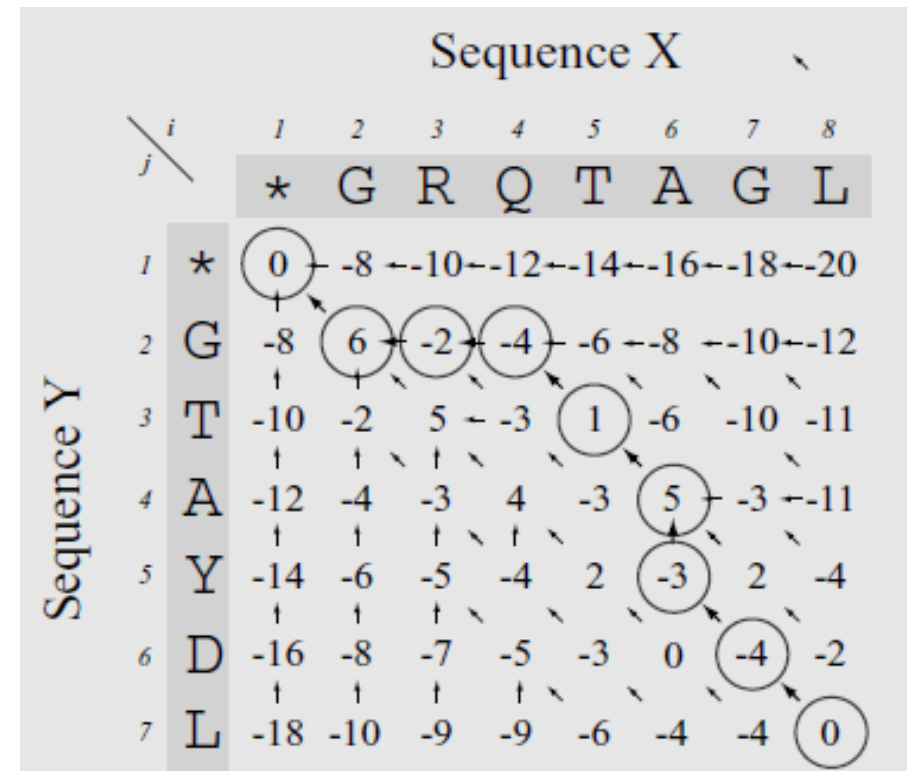 Sequence X
i 1 2 3 4 5 6 7 8
j
* G R Q T A G L
Sequence Y
1 * 0 -8 -10 -12 -14 -16 -18 -20
2 G -8 6 -2 -4 -6 -8 -10 -12
3 T -10 -2 5 -3 1 -6 -10 -11
4 A -12 -4 -3 4 -3 5 -3 -11
5 Y -14 -6 -5 -4 2 -3 2 -4
6 D -16 -8 -7 -5 -3 0 -4 -2
7 L -18 -10 -9 -9 -6 -4 -4 0